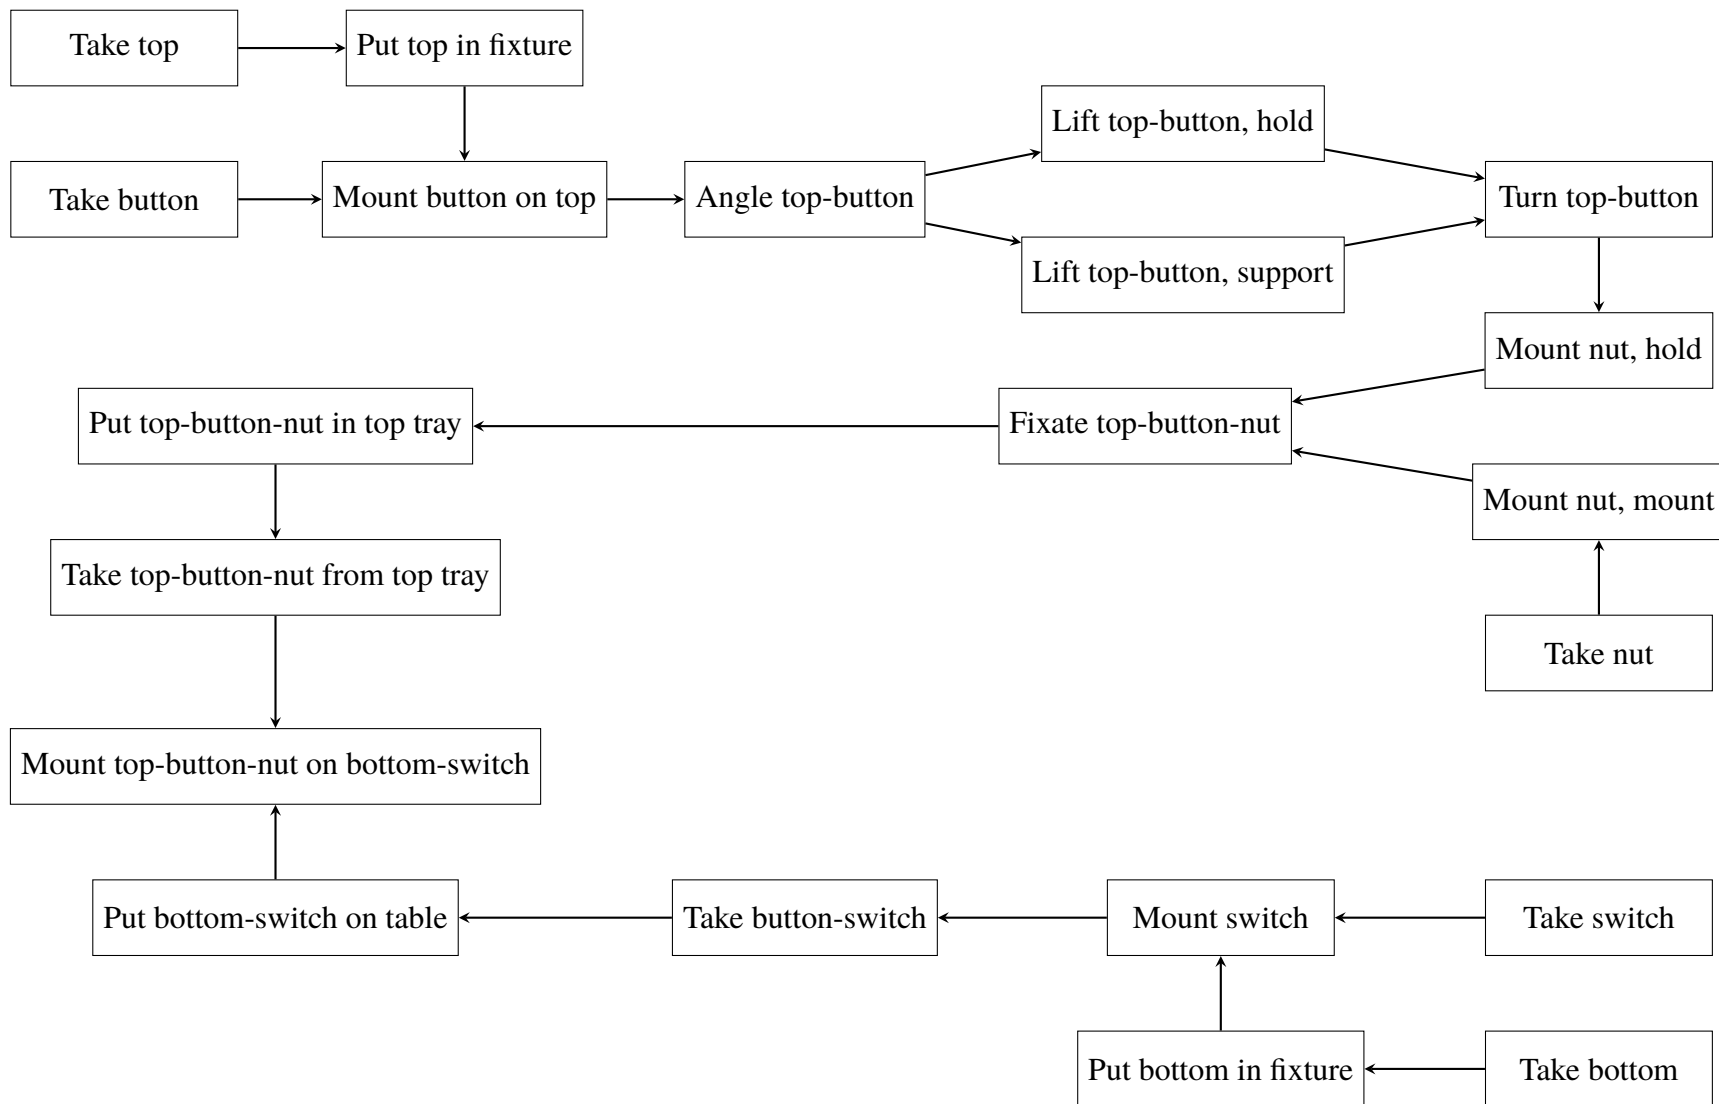 Take top
Put top in fixture
Lift top-button, hold
Take button
Mount button on top
Angle top-button
Turn top-button
Lift top-button, support
Mount nut, hold
Put top-button-nut in top tray
Fixate top-button-nut
Mount nut, mount
Take top-button-nut from top tray
Take nut
Mount top-button-nut on bottom-switch
Put bottom-switch on table
Take button-switch
Mount switch
Take switch
Put bottom in fixture
Take bottom